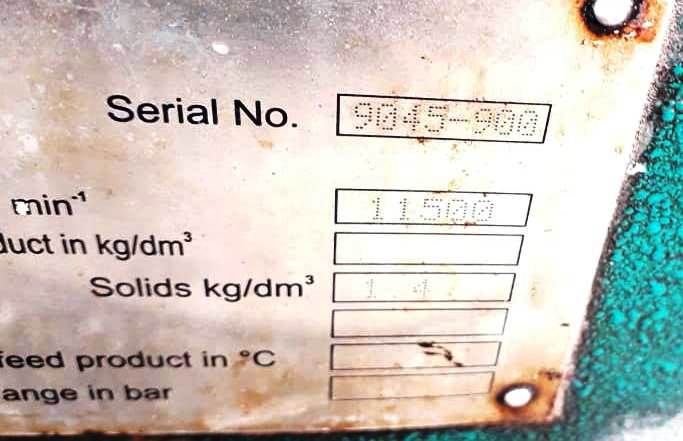 Serial No. 9045-900
min⁻¹ 11500
duct in kg/dm³
Solids kg/dm³ 1 4
feed product in °C
ange in bar